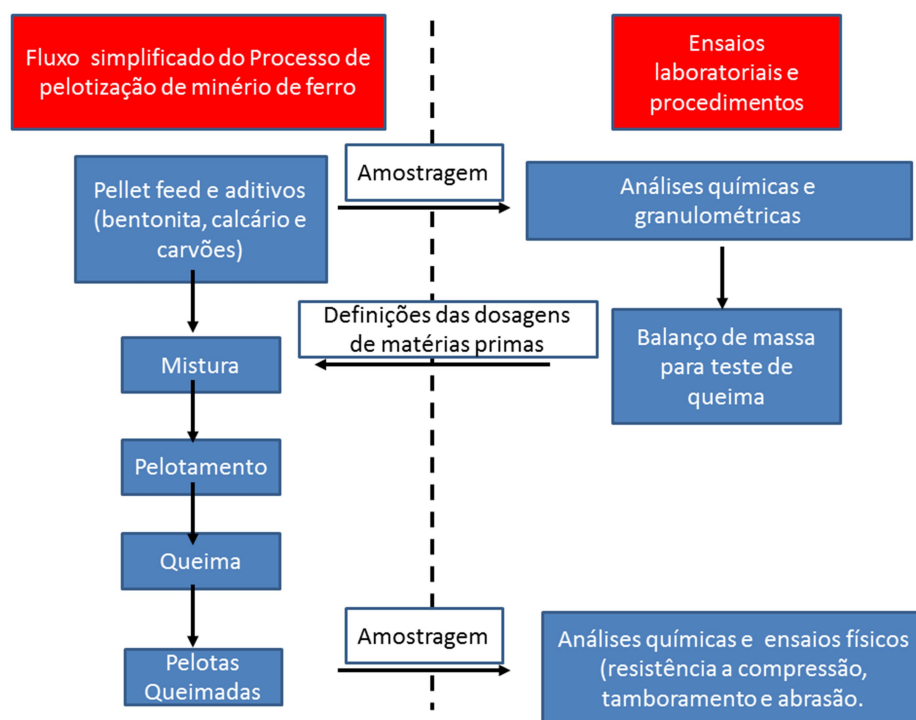 Fluxo simplificado do Processo de
pelotização de minério de ferro
Ensaios
laboratoriais e
procedimentos
Pellet feed e aditivos
(bentonita, calcário e
carvões)
Amostragem
Análises químicas e
granulométricas
Definições das dosagens
de matérias primas
Mistura
Balanço de massa
para teste de
queima
Pelotamento
Queima
Pelotas
Queimadas
Amostragem
Análises químicas e ensaios físicos
(resistência a compressão,
tamboramento e abrasão.